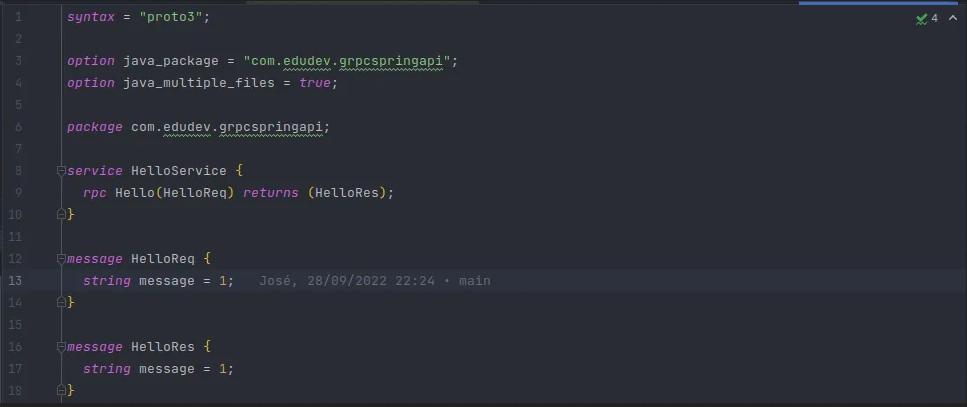 1 syntax = "proto3";
2
3 option java_package = "com.edudev.grpcspringapi";
4 option java_multiple_files = true;
5
6 package com.edudev.grpcspringapi;
7
8 service HelloService {
9 rpc Hello(HelloReq) returns (HelloRes);
10 }
11
12 message HelloReq {
13 string message = 1; José, 28/09/2022 22:24 • main
14 }
15
16 message HelloRes {
17 string message = 1;
18 }
4